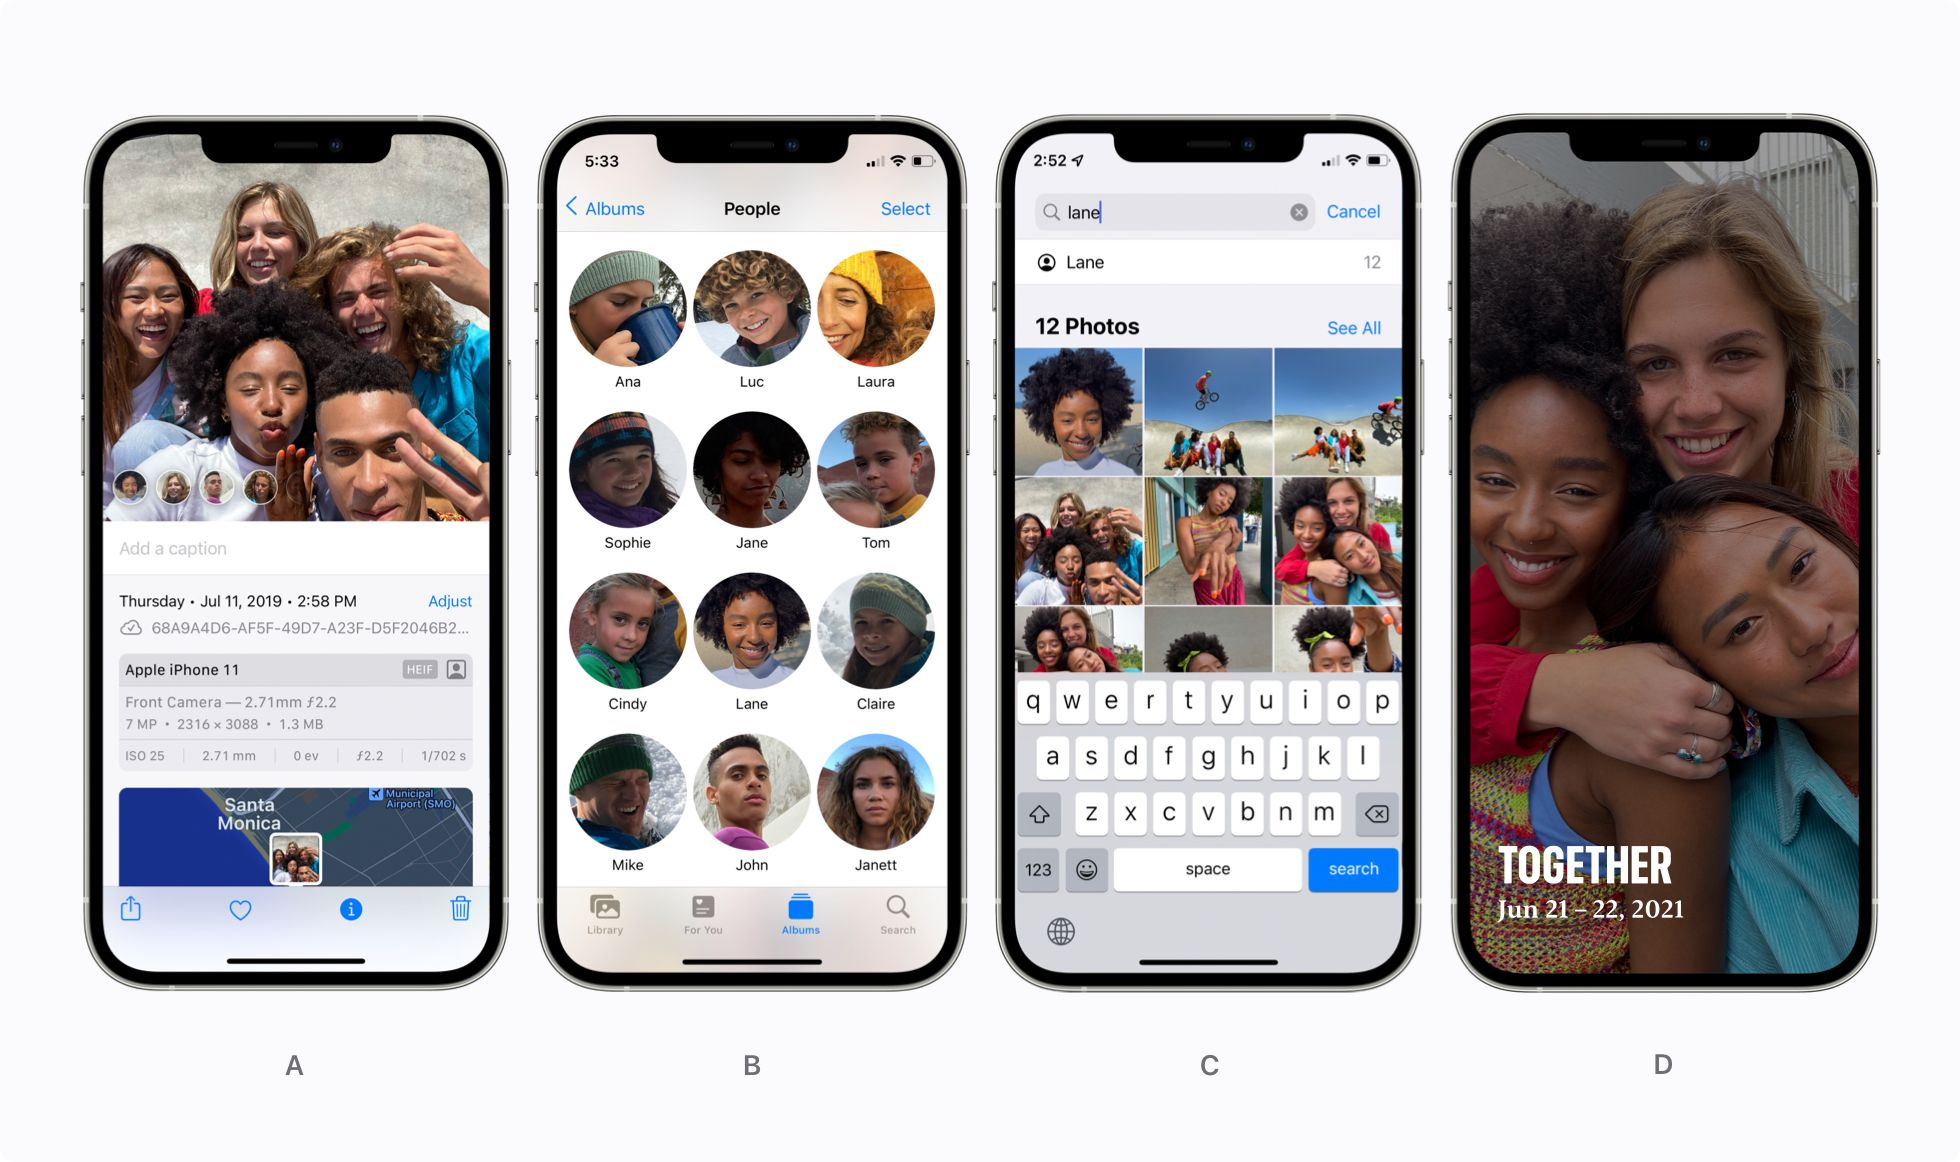 Add a caption
Thursday • Jul 11, 2019 • 2:58 PM Adjust
68A9A4D6-AF5F-49D7-A23F-D5F2046B2...
Apple iPhone 11 HEIF
Front Camera — 2.71mm ƒ2.2
7 MP • 2316 × 3088 • 1.3 MB
ISO 25 2.71 mm 0 ev ƒ2.2 1/702 s
Municipal
Airport (SMO)
Santa
Monica
A
5:33
Albums People Select
Ana Luc Laura
Sophie Jane Tom
Cindy Lane Claire
Mike John Janett
Library For You Albums Search
B
2:52
lane Cancel
Lane 12
12 Photos See All
q w e r t y u i o p
a s d f g h j k l
z x c v b n m
123 space search
C
TOGETHER
Jun 21 – 22, 2021
D